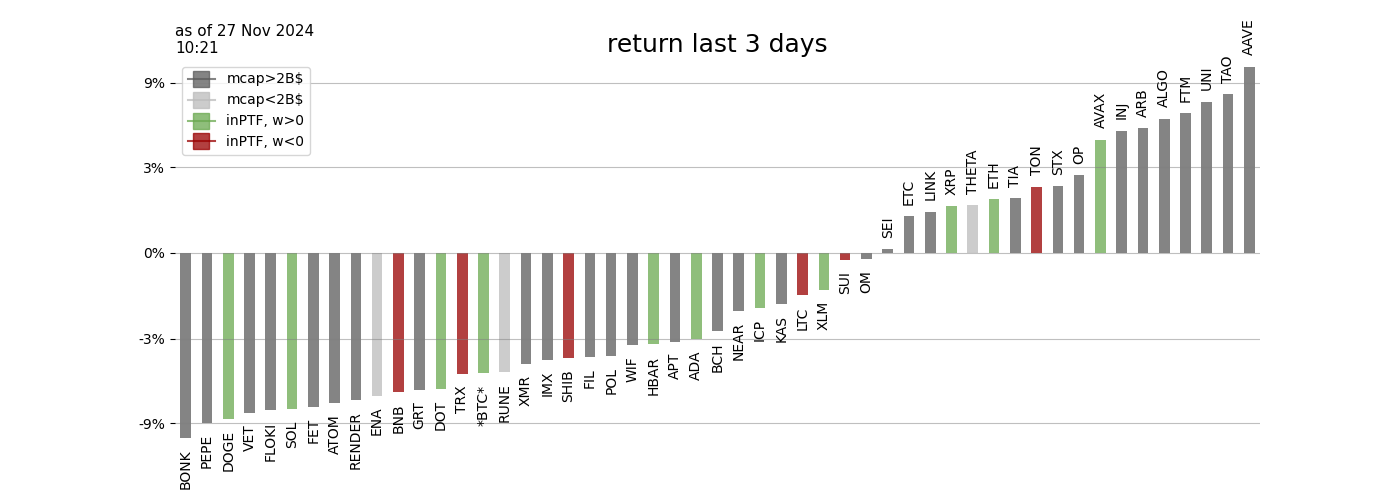 as of 27 Nov 2024
10:21
return last 3 days
mcap>2B$
mcap<2B$
inPTF, w>0
inPTF, w<0
9%
3%
0%
-3%
-9%
BONK
PEPE
DOGE
VET
FLOKI
SOL
FET
ATOM
RENDER
ENA
BNB
GRT
DOT
TRX
*BTC*
RUNE
XMR
IMX
SHIB
FIL
POL
WIF
HBAR
APT
ADA
BCH
NEAR
ICP
KAS
LTC
XLM
SUI
OM
SEI
ETC
LINK
XRP
THETA
ETH
TIA
TON
STX
OP
AVAX
INJ
ARB
ALGO
FTM
UNI
TAO
AAVE